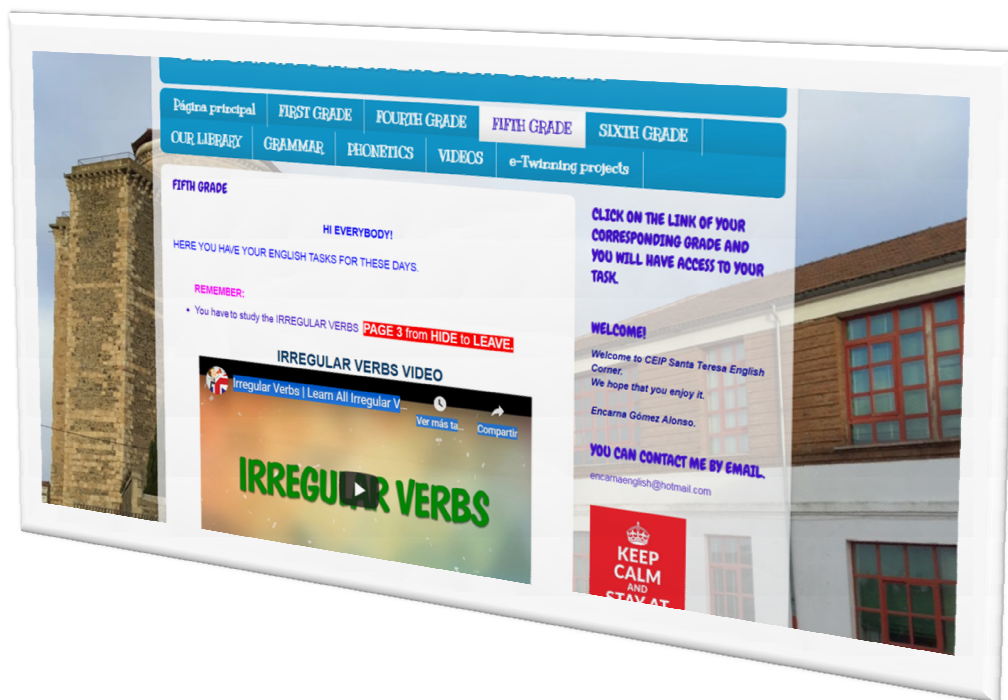 Página principal
FIRST GRADE
FOURTH GRADE
FIFTH GRADE
SIXTH GRADE
OUR LIBRARY
GRAMMAR
PHONETICS
VIDEOS
e-Twinning projects
FIFTH GRADE
HI EVERYBODY!
HERE YOU HAVE YOUR ENGLISH TASKS FOR THESE DAYS.
REMEMBER:
• You have to study the IRREGULAR VERBS PAGE 3 from HIDE to LEAVE.
IRREGULAR VERBS VIDEO
Irregular Verbs | Learn All Irregular V...
Ver más ta...
Compartir
IRREGULAR VERBS
CLICK ON THE LINK OF YOUR
CORRESPONDING GRADE AND
YOU WILL HAVE ACCESS TO YOUR
TASK.
WELCOME!
Welcome to CEIP Santa Teresa English
Corner.
We hope that you enjoy it.
Encarna Gómez Alonso.
YOU CAN CONTACT ME BY EMAIL.
encarnaenglish@hotmail.com
KEEP
CALM
AND
STAY AT